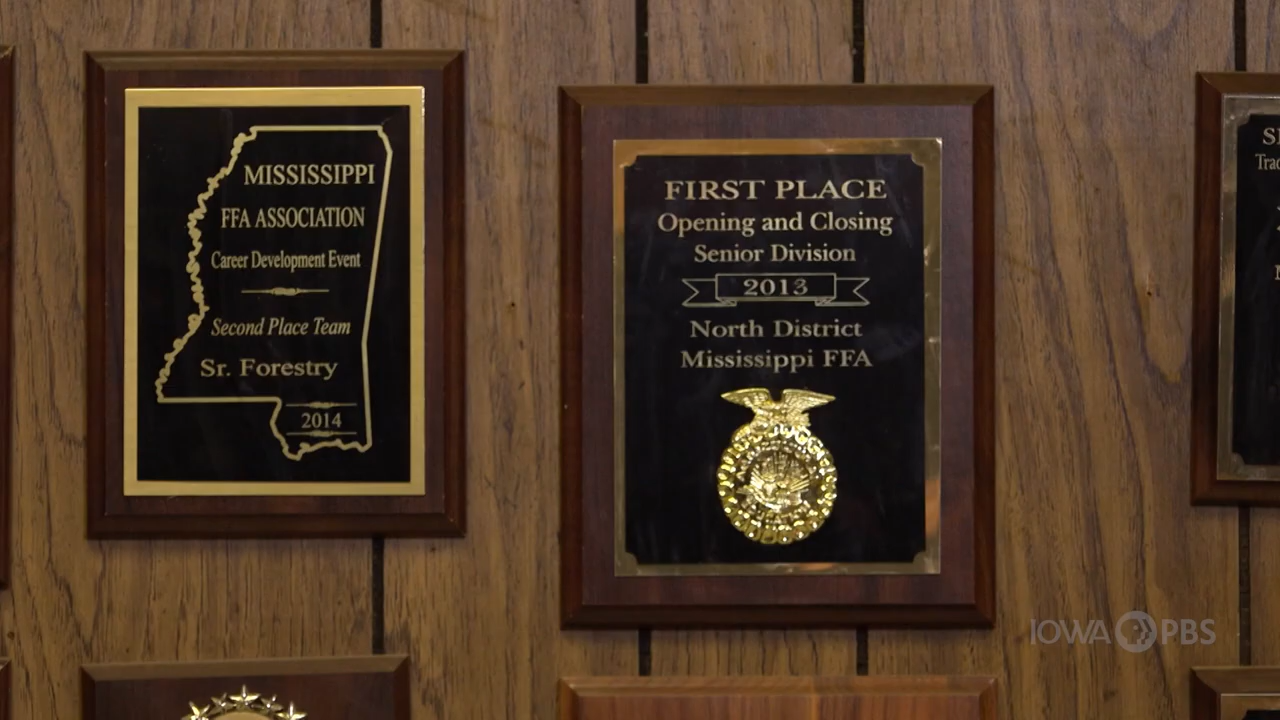 MISSISSIPPI
FFA ASSOCIATION
Career Development Event
Second Place Team
Sr. Forestry
2014
FIRST PLACE
Opening and Closing
Senior Division
2013
North District
Mississippi FFA
IOWA PBS